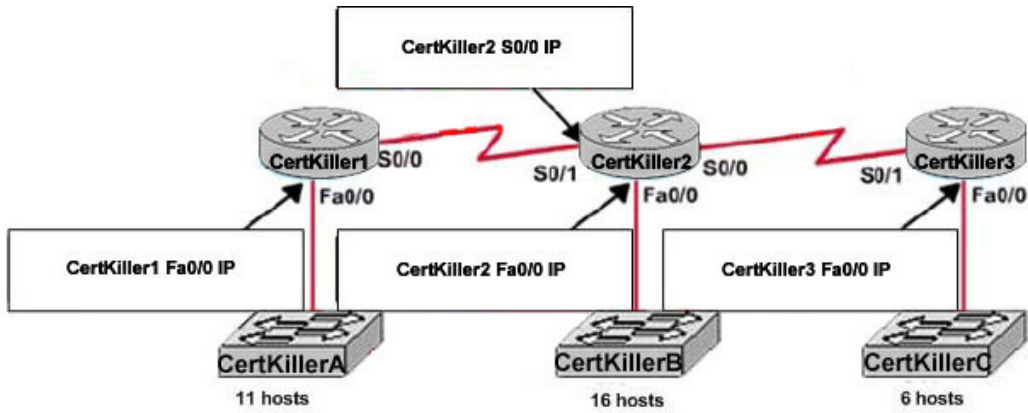 CertKiller2 S0/0 IP
CertKiller1
S0/0
S0/1
CertKiller2
S0/0
S0/1
CertKiller3
Fa0/0
Fa0/0
Fa0/0
CertKiller1 Fa0/0 IP
CertKiller2 Fa0/0 IP
CertKiller3 Fa0/0 IP
CertKillerA
CertKillerB
CertKillerC
11 hosts
16 hosts
6 hosts